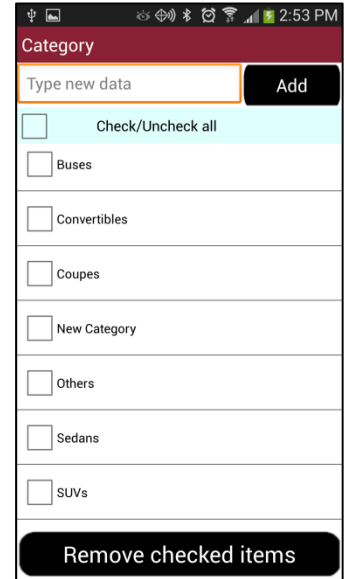 2:53 PM
Category
Type new data
Add
Check/Uncheck all
Buses
Convertibles
Coupes
New Category
Others
Sedans
SUVs
Remove checked items